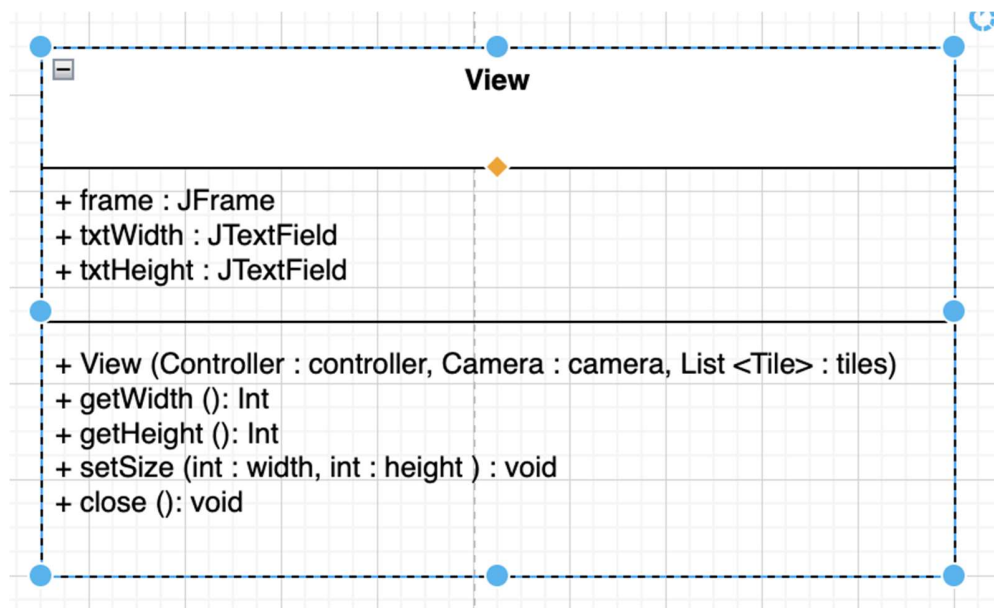 View
+ frame : JFrame
+ txtWidth : JTextField
+ txtHeight : JTextField
+ View (Controller : controller, Camera : camera, List <Tile> : tiles)
+ getWidth (): Int
+ getHeight (): Int
+ setSize (int : width, int : height ) : void
+ close (): void